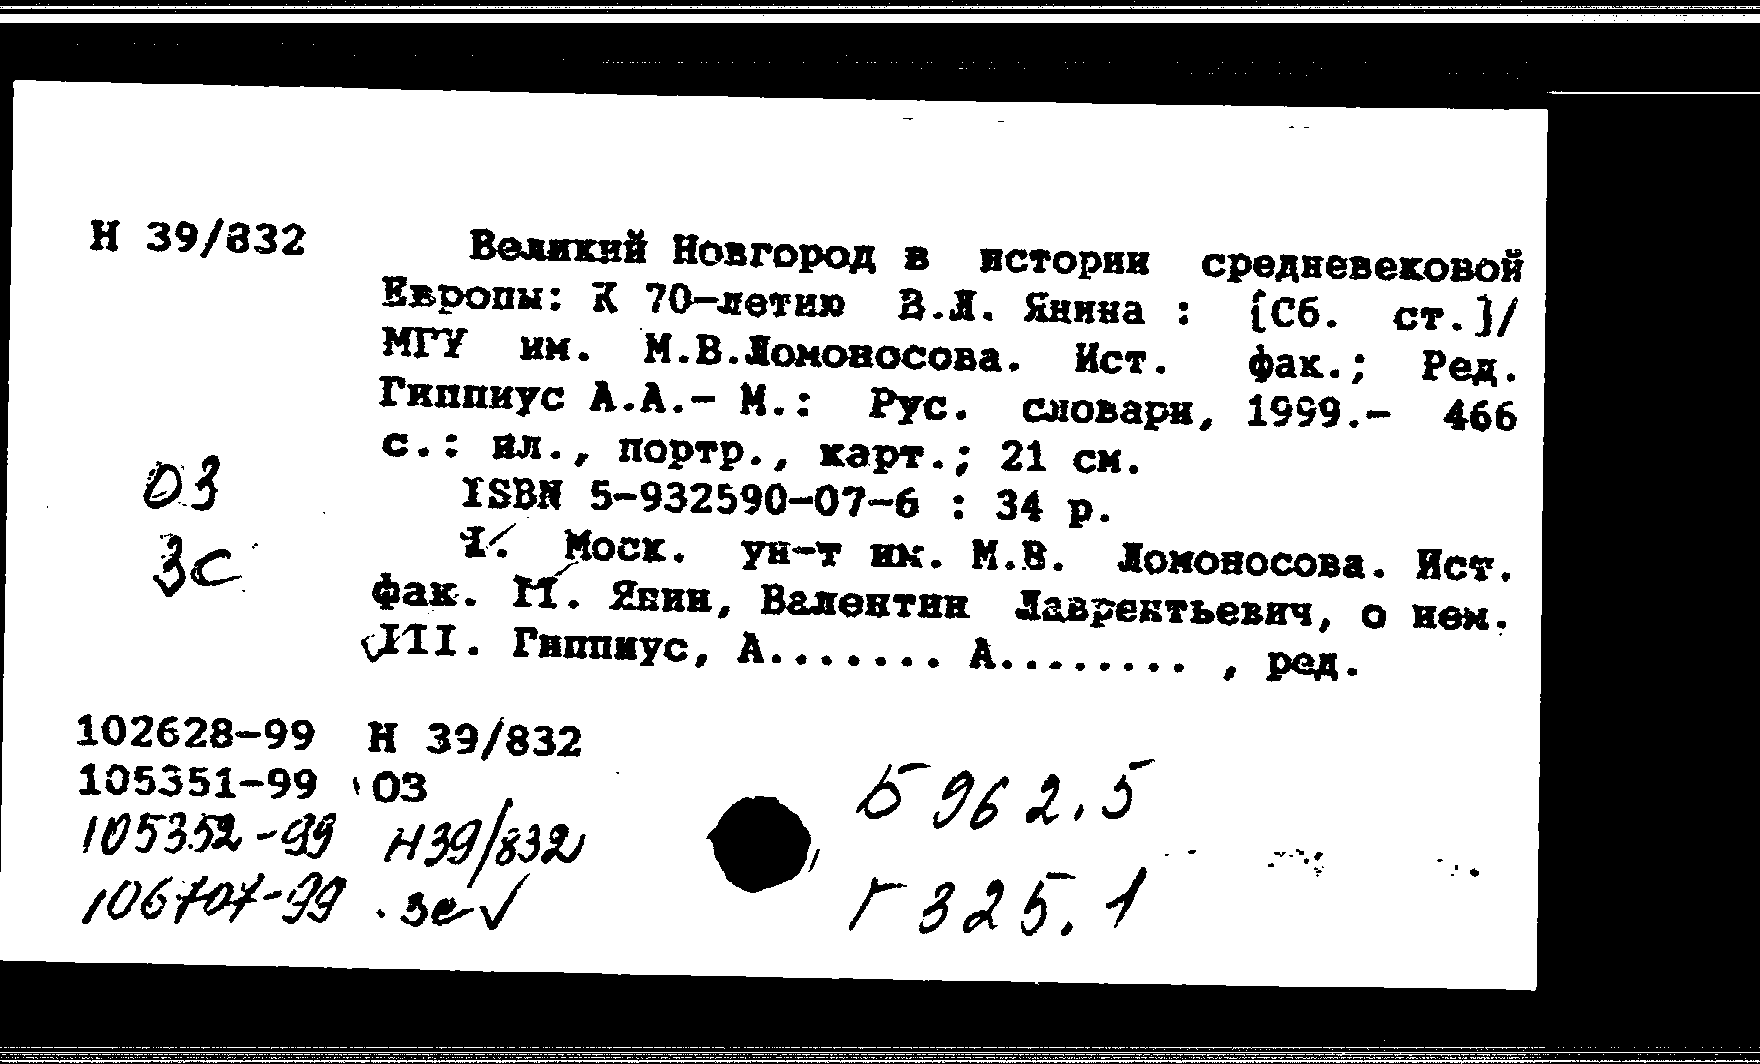 Н 39/832
Великий Новгород в истории средневековой
Европы: К 70-летию В.Л. Янина : [Сб. ст.]/
МГУ им. М.В.Ломоносова. Ист. фак.; Ред.
Гиппиус А.А.- М.: Рус. словари, 1999.- 466
с.: ил., портр., карт.; 21 см.
ISBN 5-932590-07-6 : 34 р.
I. Моск. ун-т им. М.В. Ломоносова. Ист.
фак. II. Янин, Валентин Лаврентьевич, о нем.
III. Гиппиус, А....... А........ , ред.
ОЗ
Зс
102628-99 Н 39/832
105351-99 ОЗ
105352-99 Н39/832
106707-99 Зс ✓
Б 962.5
Г 325.1